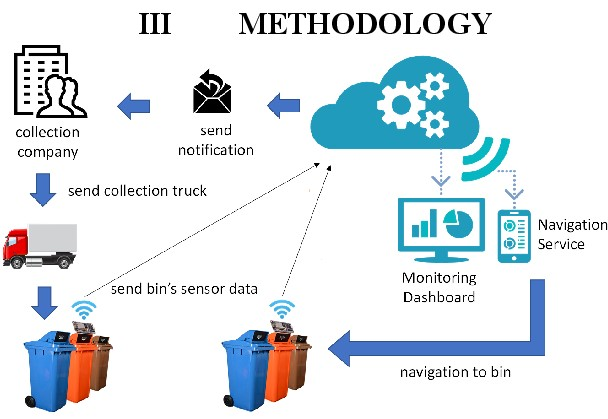 III METHODOLOGY
send
notification
collection
company
send collection truck
Navigation
Service
Monitoring
Dashboard
send bin's sensor data
navigation to bin